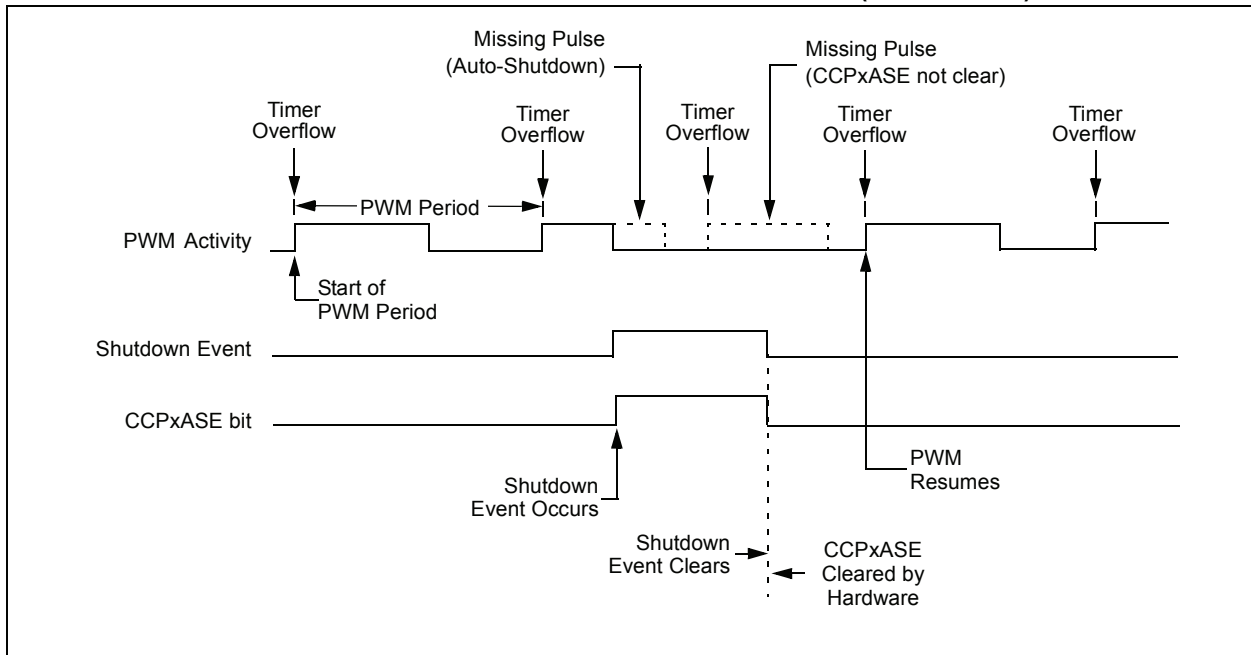 Missing Pulse
(Auto-Shutdown)
Missing Pulse
(CCPxASE not clear)
Timer
Overflow
Timer
Overflow
Timer
Overflow
Timer
Overflow
Timer
Overflow
PWM Period
PWM Activity
Start of
PWM Period
Shutdown Event
CCPxASE bit
Shutdown
Event Occurs
PWM
Resumes
Shutdown
Event Clears
CCPxASE
Cleared by
Hardware